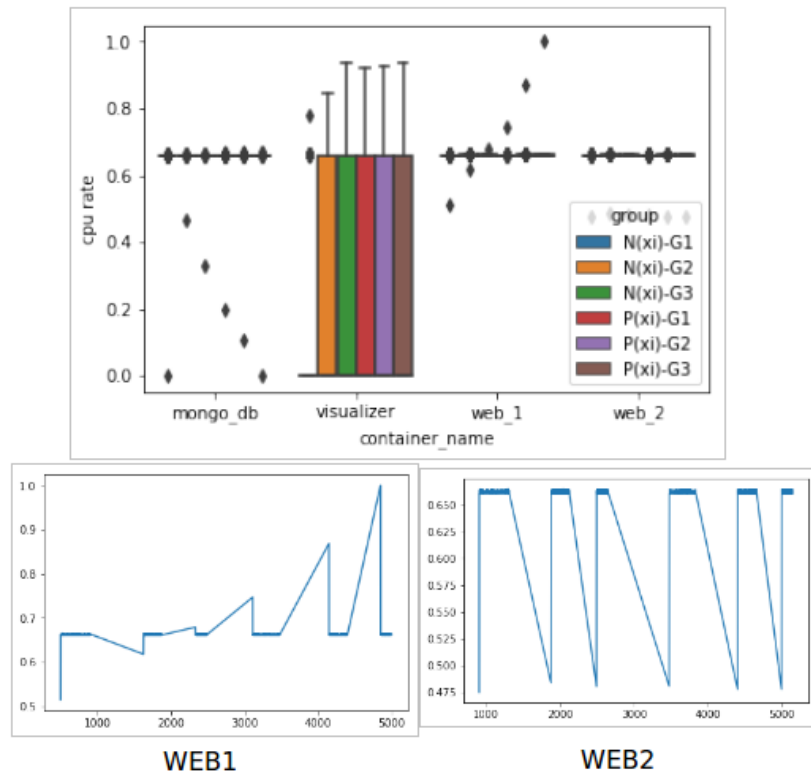 1.0
0.8
0.6
0.4
0.2
0.0
cpu rate
group
N(xi)-G1
N(xi)-G2
N(xi)-G3
P(xi)-G1
P(xi)-G2
P(xi)-G3
mongo_db visualizer web_1 web_2
container_name
1.0
0.9
0.8
0.7
0.6
0.5
1000 2000 3000 4000 5000
0.650
0.625
0.600
0.575
0.550
0.525
0.500
0.475
1000 2000 3000 4000 5000
WEB1
WEB2